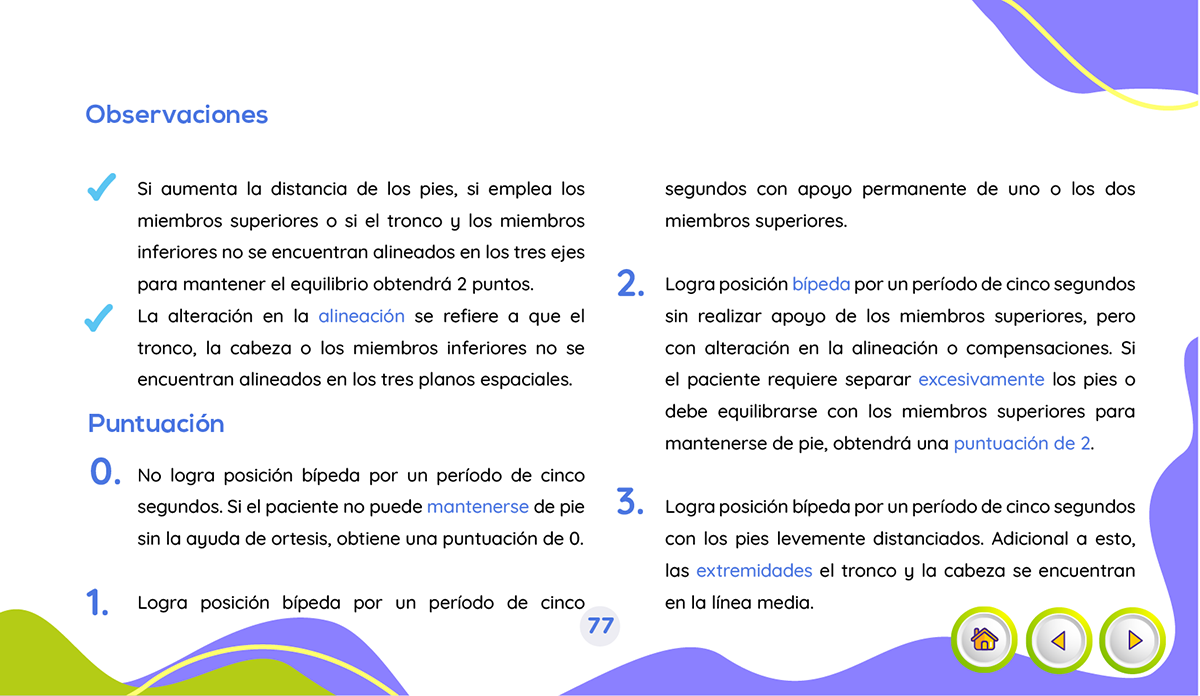 Observaciones
Si aumenta la distancia de los pies, si emplea los
miembros superiores o si el tronco y los miembros
inferiores no se encuentran alineados en los tres ejes
para mantener el equilibrio obtendrá 2 puntos.
La alteración en la alineación se refiere a que el
tronco, la cabeza o los miembros inferiores no se
encuentran alineados en los tres planos espaciales.
Puntuación
0. No logra posición bípeda por un período de cinco
segundos. Si el paciente no puede mantenerse de pie
sin la ayuda de ortesis, obtiene una puntuación de 0.
1. Logra posición bípeda por un período de cinco
segundos con apoyo permanente de uno o los dos
miembros superiores.
2. Logra posición bípeda por un período de cinco segundos
sin realizar apoyo de los miembros superiores, pero
con alteración en la alineación o compensaciones. Si
el paciente requiere separar excesivamente los pies o
debe equilibrarse con los miembros superiores para
mantenerse de pie, obtendrá una puntuación de 2.
3. Logra posición bípeda por un período de cinco segundos
con los pies levemente distanciados. Adicional a esto,
las extremidades el tronco y la cabeza se encuentran
en la línea media.
77